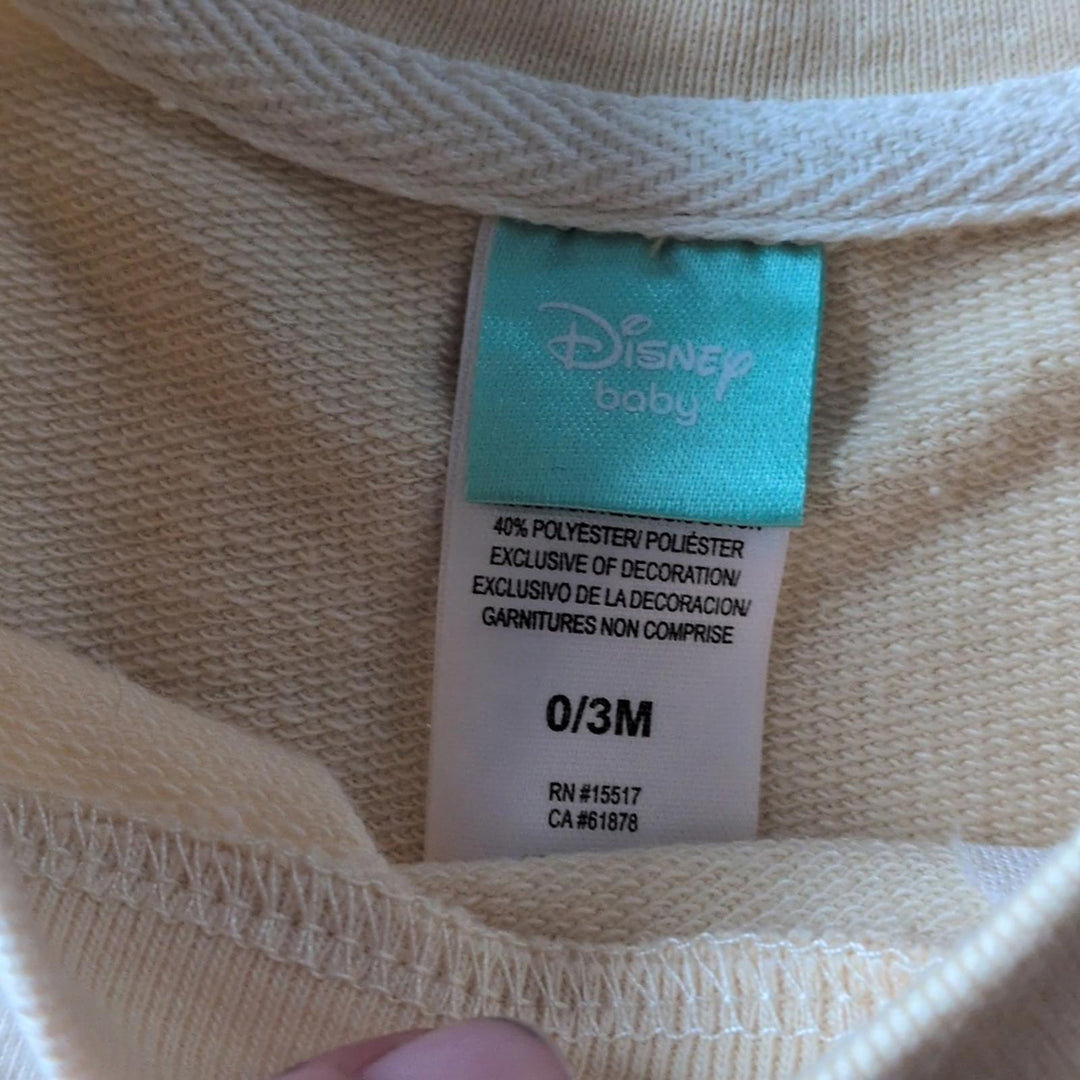 Disney
baby
40% POLYESTER/ POLIÉSTER
EXCLUSIVE OF DECORATION/
EXCLUSIVO DE LA DECORACION/
GARNITURES NON COMPRISE
0/3M
RN #15517
CA #61878